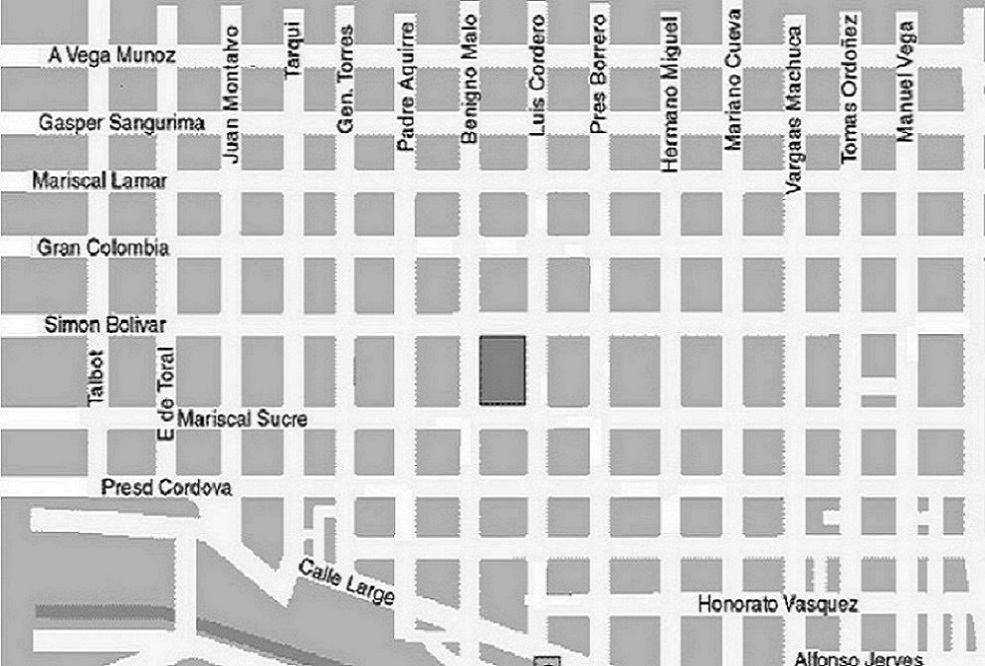 A Vega Munoz
Juan Montalvo
Tarqui
Gen. Torres
Padre Aquirre
Benigno Malo
Luis Cordero
Pres Borrero
Hermano Miguel
Mariano Cueva
Vargaas Machuca
Tomas Ordoñez
Manuel Vega
Gasper Sangurima
Mariscal Lamar
Gran Colombia
Simon Bolivar
Talbot
E de Toral
Mariscal Sucre
Presd Cordova
Calle Large
Honorato Vasquez
Alfonso Jerves